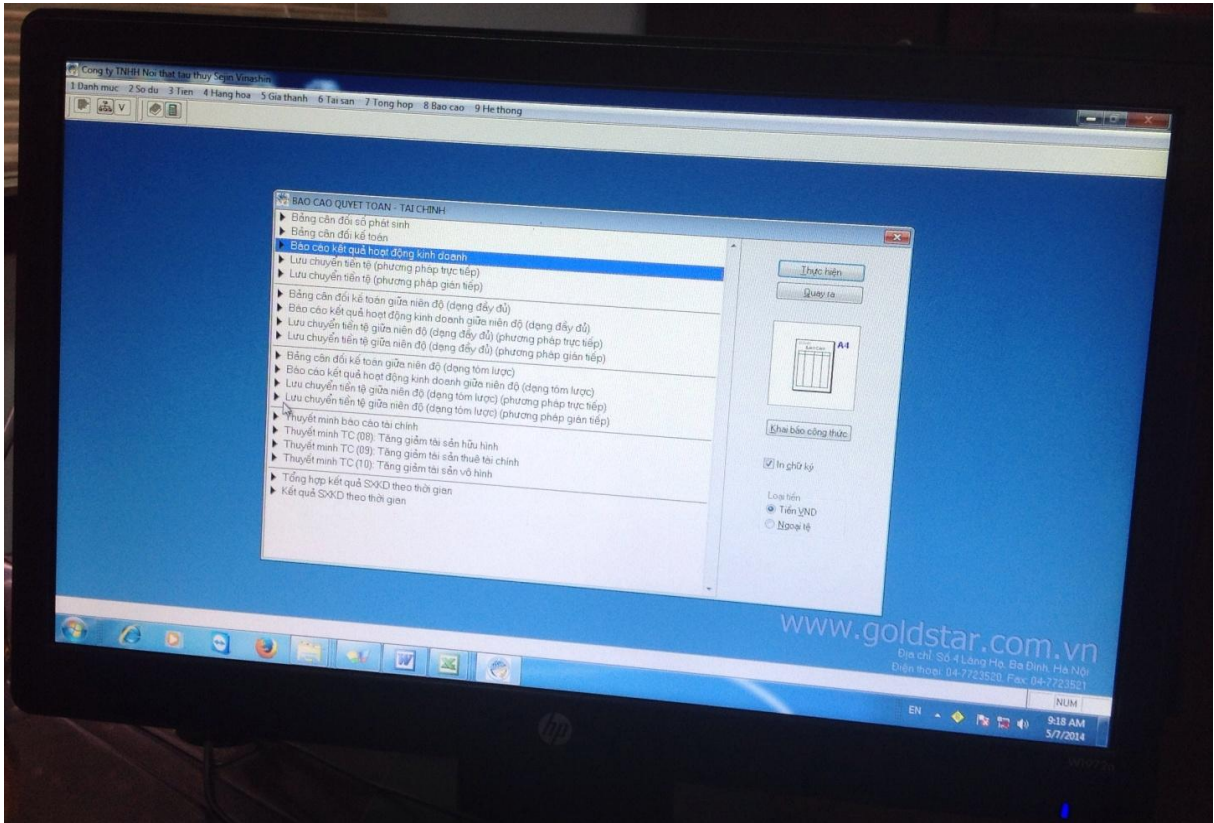 Cong ty TNHH Noi that tau thuy Sejin Vinashin
1 Danh muc 2 So du 3 Tien 4 Hang hoa 5 Gia thanh 6 Tai san 7 Tong hop 8 Bao cao 9 He thong
V
BAO CAO QUYET TOAN - TAI CHINH
Bảng cân đối số phát sinh
Bảng cân đối kế toán
Báo cáo kết quả hoạt động kinh doanh
Lưu chuyển tiền tệ (phương pháp trực tiếp)
Lưu chuyển tiền tệ (phương pháp gián tiếp)
Bảng cân đối kế toán giữa niên độ (dạng đầy đủ)
Báo cáo kết quả hoạt động kinh doanh giữa niên độ (dạng đầy đủ)
Lưu chuyển tiền tệ giữa niên độ (dạng đầy đủ) (phương pháp trực tiếp)
Lưu chuyển tiền tệ giữa niên độ (dạng đầy đủ) (phương pháp gián tiếp)
Bảng cân đối kế toán giữa niên độ (dạng tóm lược)
Báo cáo kết quả hoạt động kinh doanh giữa niên độ (dạng tóm lược)
Lưu chuyển tiền tệ giữa niên độ (dạng tóm lược) (phương pháp trực tiếp)
Lưu chuyển tiền tệ giữa niên độ (dạng tóm lược) (phương pháp gián tiếp)
Thuyết minh báo cáo tài chính
Thuyết minh TC (08): Tăng giảm tài sản hữu hình
Thuyết minh TC (09): Tăng giảm tài sản thuê tài chính
Thuyết minh TC (10): Tăng giảm tài sản vô hình
Tổng hợp kết quả SXKD theo thời gian
Kết quả SXKD theo thời gian
Thực hiện
Quay ra
BAO CAO
A4
Khai báo công thức
In chữ ký
Loại tiền
Tiền VND
Ngoại tệ
www.goldstar.com.vn
Địa chỉ: Số 4 Láng Hạ, Ba Đình, Hà Nội
Điện thoại: 04-7723520, Fax: 04-7723521
NUM
EN
9:18 AM
5/7/2014
hp